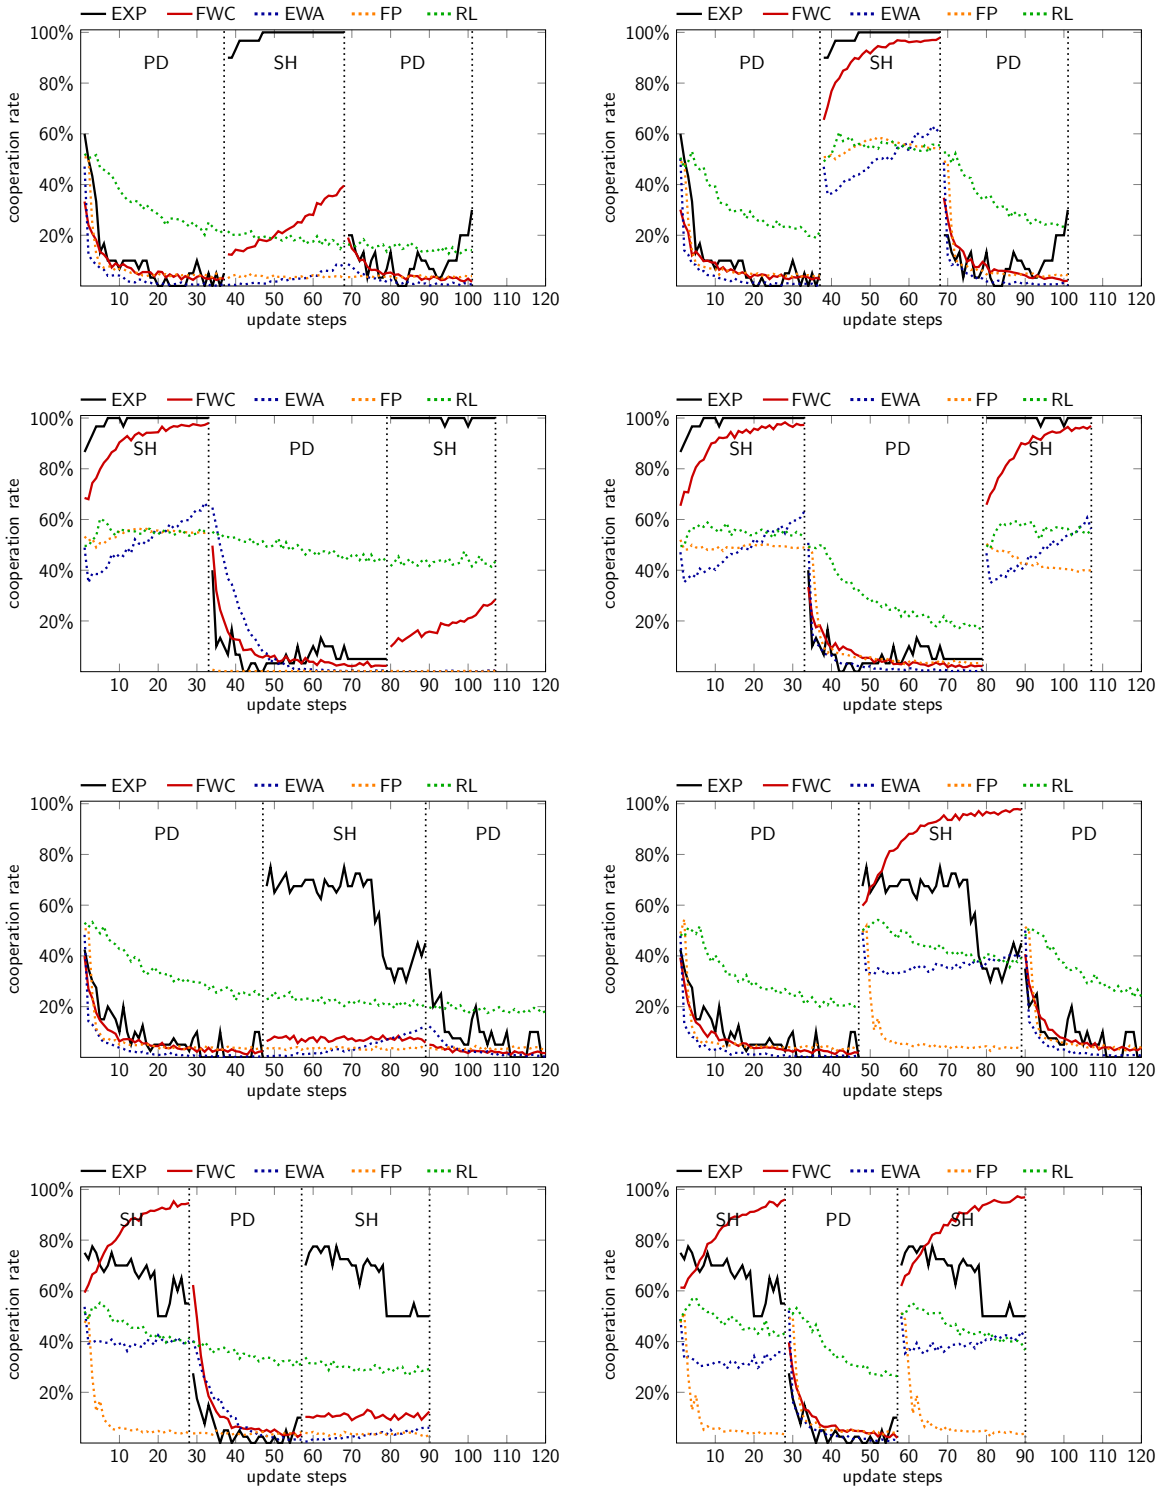 EXP FWC EWA FP RL
100%
80%
60%
40%
20%
cooperation rate
PD SH PD
10 20 30 40 50 60 70 80 90 100 110 120
update steps
EXP FWC EWA FP RL
100%
80%
60%
40%
20%
cooperation rate
PD SH PD
10 20 30 40 50 60 70 80 90 100 110 120
update steps
EXP FWC EWA FP RL
100%
80%
60%
40%
20%
cooperation rate
SH PD SH
10 20 30 40 50 60 70 80 90 100 110 120
update steps
EXP FWC EWA FP RL
100%
80%
60%
40%
20%
cooperation rate
SH PD SH
10 20 30 40 50 60 70 80 90 100 110 120
update steps
EXP FWC EWA FP RL
100%
80%
60%
40%
20%
cooperation rate
PD SH PD
10 20 30 40 50 60 70 80 90 100 110 120
update steps
EXP FWC EWA FP RL
100%
80%
60%
40%
20%
cooperation rate
PD SH PD
10 20 30 40 50 60 70 80 90 100 110 120
update steps
EXP FWC EWA FP RL
100%
80%
60%
40%
20%
cooperation rate
SH PD SH
10 20 30 40 50 60 70 80 90 100 110 120
update steps
EXP FWC EWA FP RL
100%
80%
60%
40%
20%
cooperation rate
SH PD SH
10 20 30 40 50 60 70 80 90 100 110 120
update steps